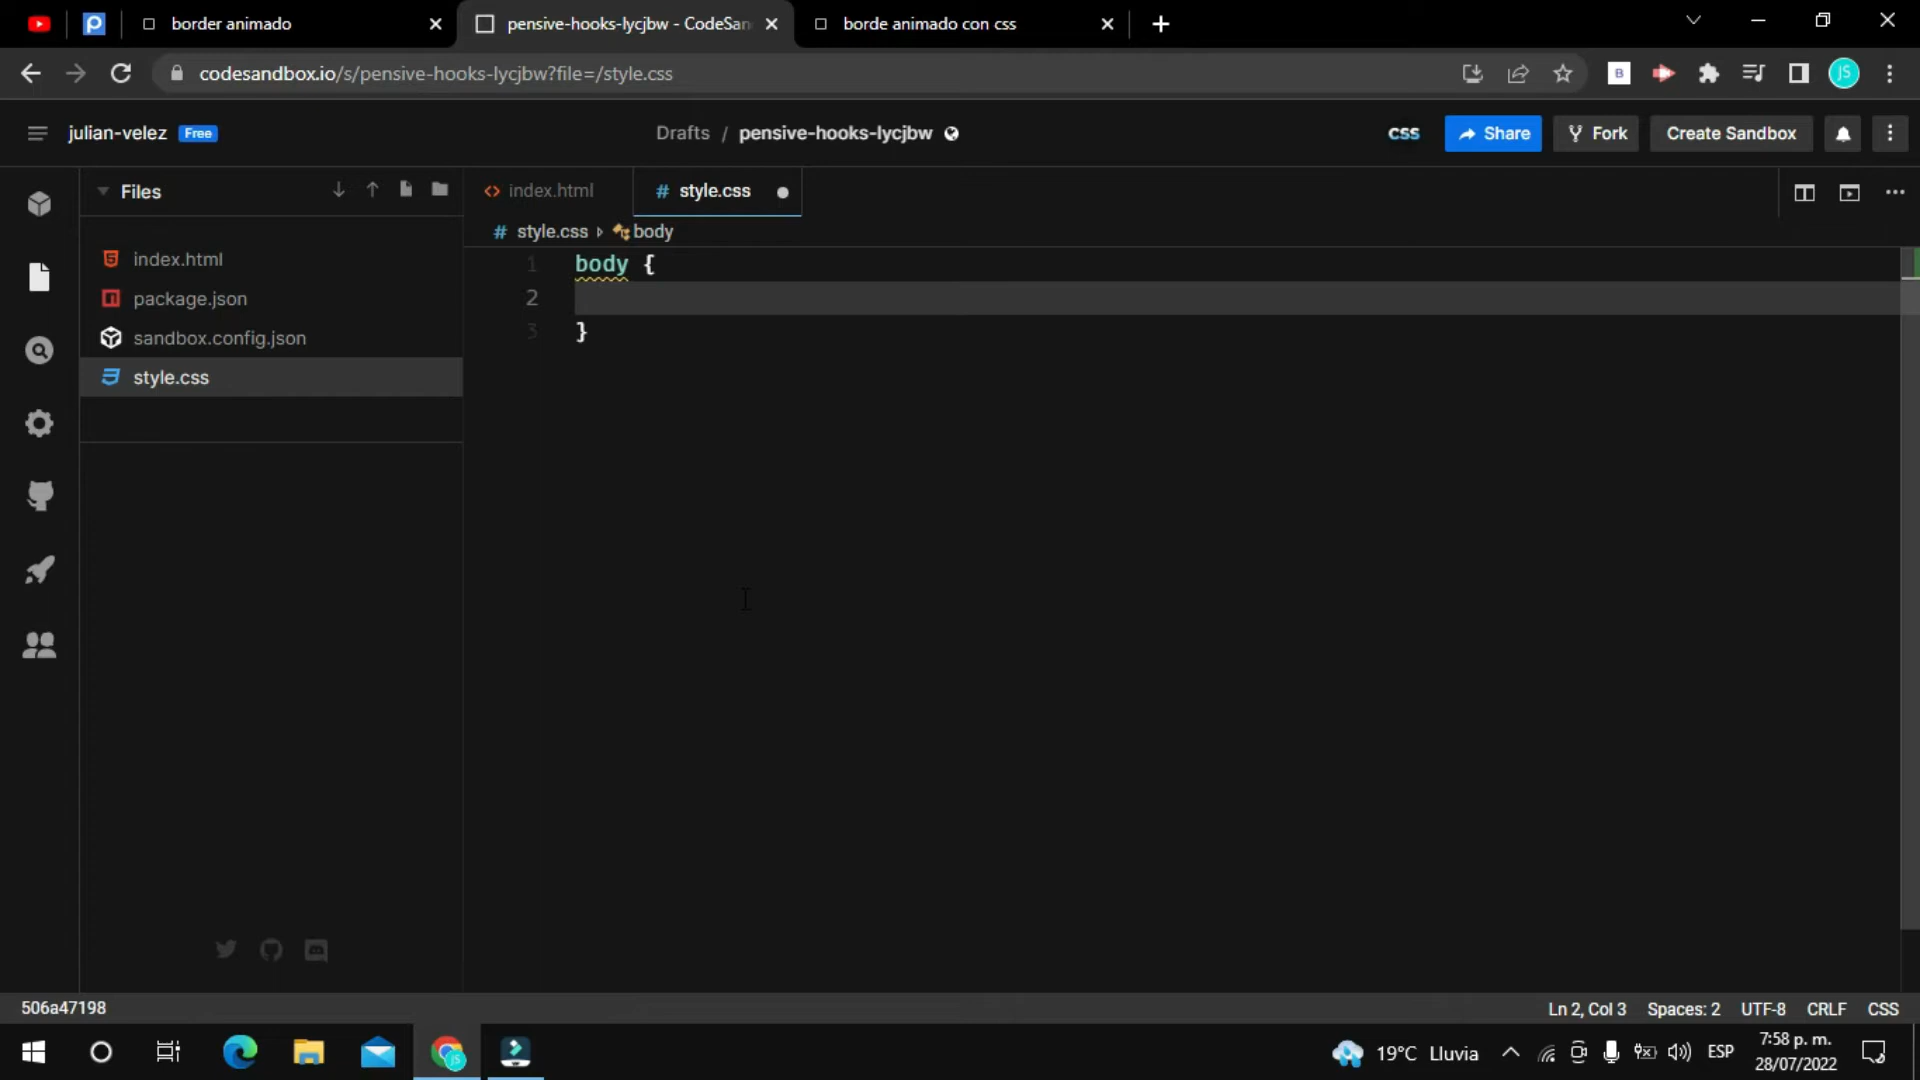 border animado
pensive-hooks-lycjbw - CodeSan
borde animado con css
codesandbox.io/s/pensive-hooks-lycjbw?file=/style.css
B
JS
julian-velez Free
Drafts / pensive-hooks-lycjbw
CSS
Share
Fork
Create Sandbox
Files
index.html
style.css
# style.css body
index.html
package.json
sandbox.config.json
style.css
1 body {
2
3 }
506a47198
Ln 2, Col 3 Spaces: 2 UTF-8 CRLF CSS
19°C Lluvia
ESP
7:58 p. m.
28/07/2022